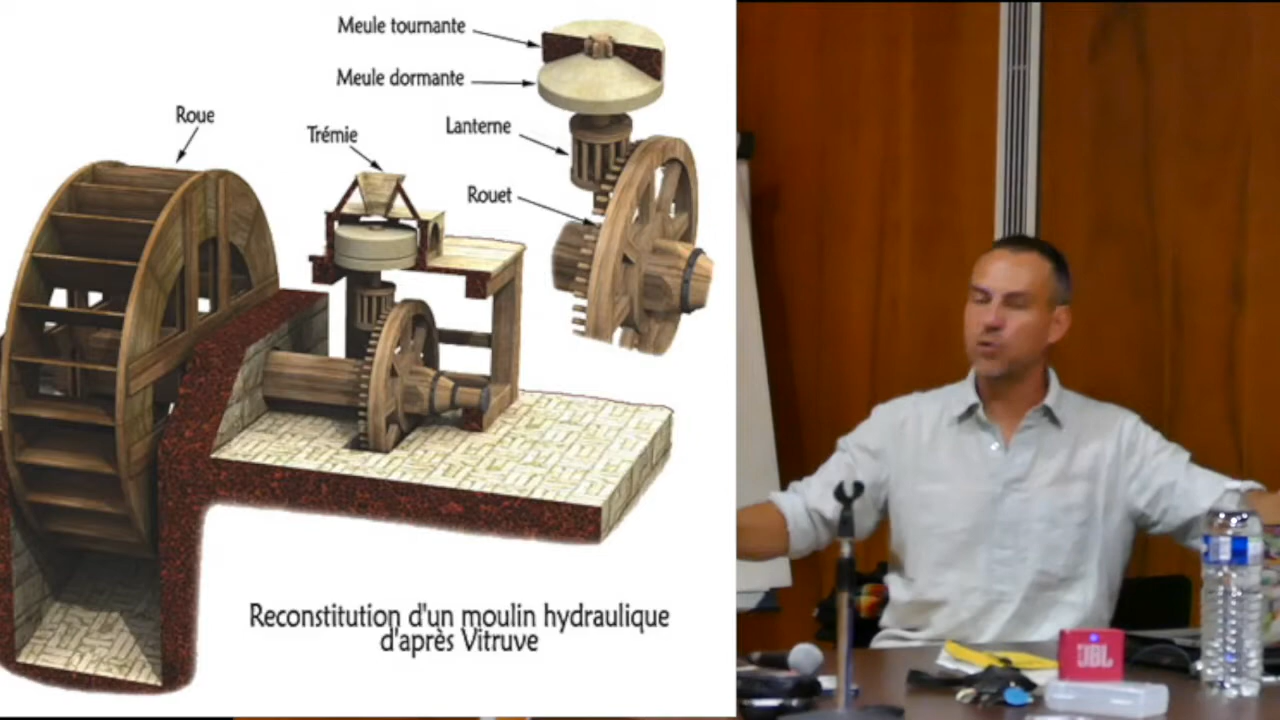 Meule tournante
Meule dormante
Roue
Trémie
Lanterne
Rouet
Reconstitution d'un moulin hydraulique
d'après Vitruve
JBL